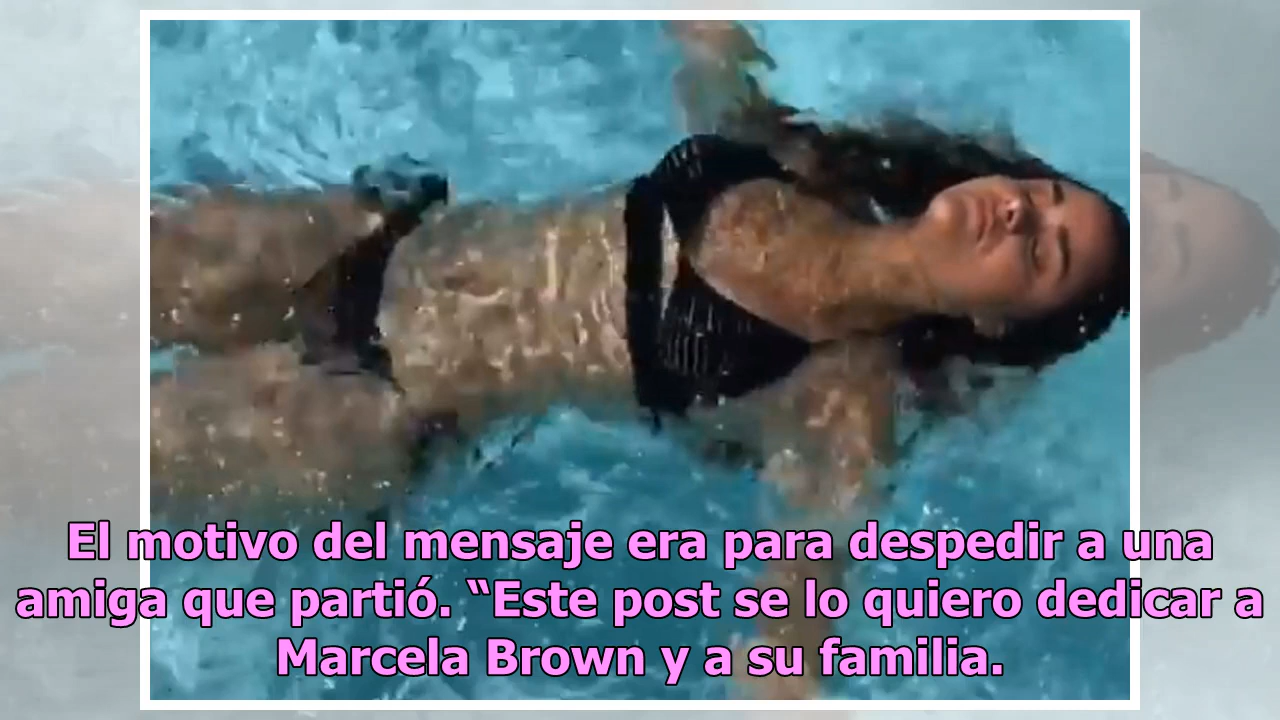 El motivo del mensaje era para despedir a una
amiga que partió. “Este post se lo quiero dedicar a
Marcela Brown y a su familia.